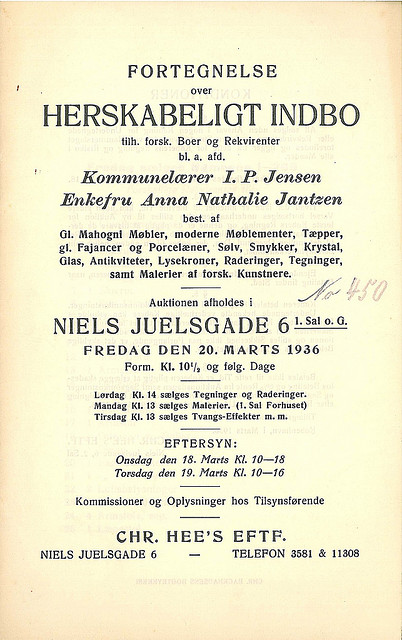 FORTEGNELSE
over
HERSKABELIGT INDBO
tilh. forsk. Boer og Rekvirenter
bl. a. afd.
Kommunelærer I. P. Jensen
Enkefru Anna Nathalie Jantzen
best. af
Gl. Mahogni Møbler, moderne Møblementer, Tæpper,
gl. Fajancer og Porcelæner, Sølv, Smykker, Krystal,
Glas, Antikviteter, Lysekroner, Raderinger, Tegninger,
samt Malerier af forsk. Kunstnere.
No 450
Auktionen afholdes i
NIELS JUELSGADE 6 1. Sal o. G.
FREDAG DEN 20. MARTS 1936
Form. Kl. 10½ og følg. Dage
Lørdag Kl. 14 sælges Tegninger og Raderinger.
Mandag Kl. 13 sælges Malerier. (1. Sal Forhuset)
Tirsdag Kl. 13 sælges Tvangs-Effekter m. m.
EFTERSYN:
Onsdag den 18. Marts Kl. 10—18
Torsdag den 19. Marts Kl. 10—16
Kommissioner og Oplysninger hos Tilsynsførende
CHR. HEE'S EFTF.
NIELS JUELSGADE 6 — TELEFON 3581 & 11308